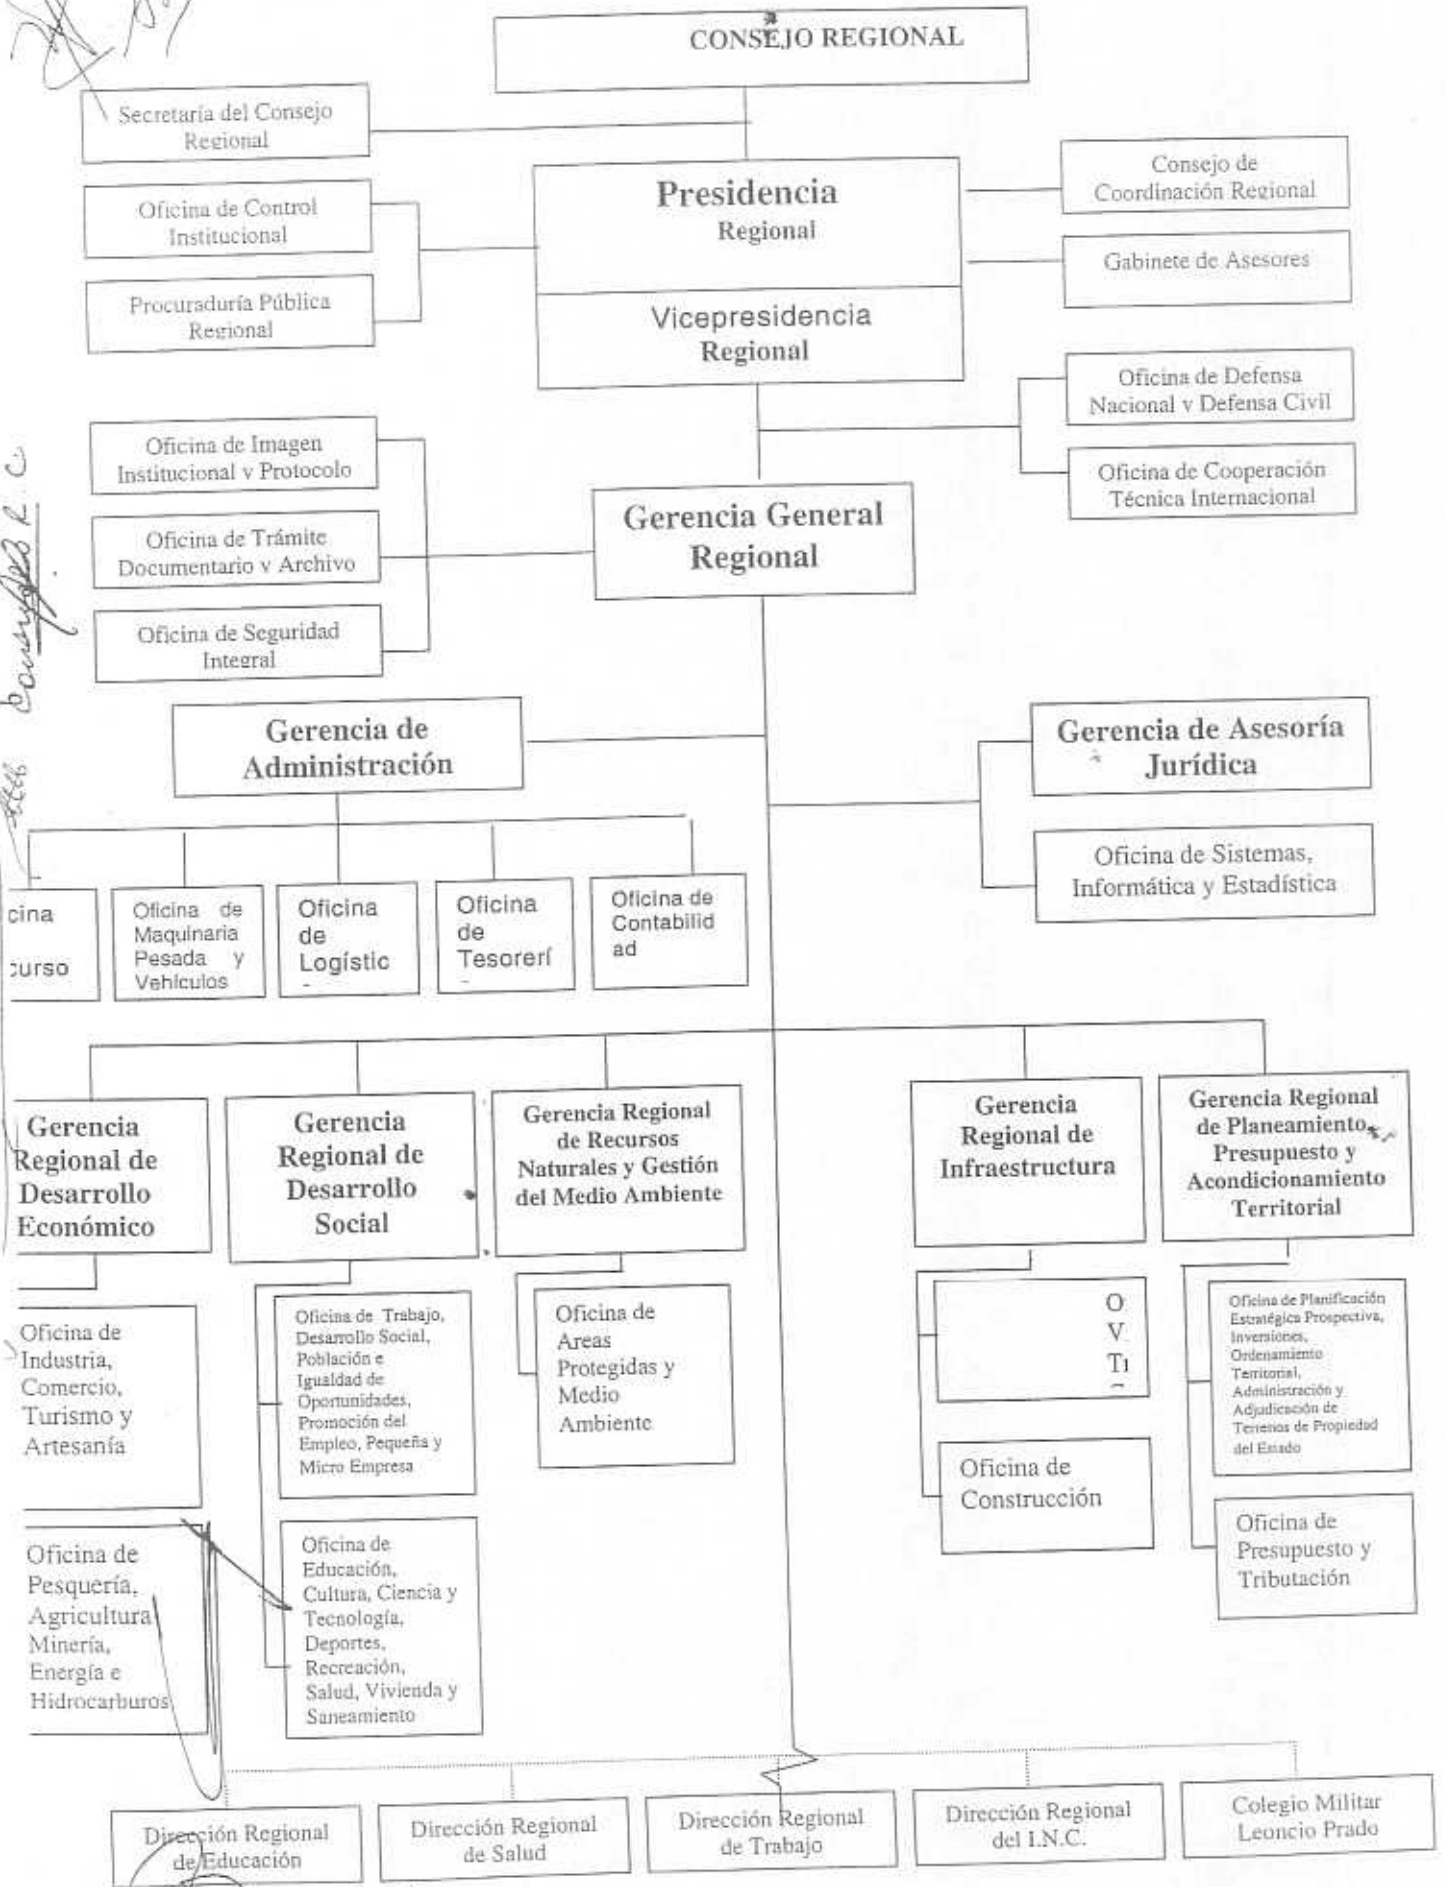 CONSEJO REGIONAL
Secretaría del Consejo
Regional
Presidencia
Regional
Consejo de
Coordinación Regional
Oficina de Control
Institucional
Gabinete de Asesores
Procuraduría Pública
Regional
Vicepresidencia
Regional
Oficina de Defensa
Nacional y Defensa Civil
Oficina de Imagen
Institucional y Protocolo
Oficina de Cooperación
Técnica Internacional
Gerencia General
Regional
Oficina de Trámite
Documentario y Archivo
Oficina de Seguridad
Integral
Gerencia de
Administración
Gerencia de Asesoría
Jurídica
Oficina de Sistemas,
Informática y Estadística
cina
curso
Oficina de
Maquinaria
Pesada y
Vehículos
Oficina
de
Logístic
Oficina
de
Tesorerí
Oficina de
Contabilid
ad
Gerencia
Regional de
Desarrollo
Económico
Gerencia
Regional de
Desarrollo
Social
Gerencia Regional
de Recursos
Naturales y Gestión
del Medio Ambiente
Gerencia
Regional de
Infraestructura
Gerencia Regional
de Planeamiento,
Presupuesto y
Acondicionamiento
Territorial
Oficina de
Industria,
Comercio,
Turismo y
Artesanía
Oficina de Trabajo,
Desarrollo Social,
Población e
Igualdad de
Oportunidades,
Promoción del
Empleo, Pequeña y
Micro Empresa
Oficina de
Areas
Protegidas y
Medio
Ambiente
O
V
Tr
Oficina de Planificación
Estratégica Prospectiva,
Inversiones,
Ordenamiento
Territorial,
Administración y
Adjudicación de
Terrenos de Propiedad
del Estado
Oficina de
Pesquería,
Agricultura
Minería,
Energía e
Hidrocarburos
Oficina de
Educación,
Cultura, Ciencia y
Tecnología,
Deportes,
Recreación,
Salud, Vivienda y
Saneamiento
Oficina de
Construcción
Oficina de
Presupuesto y
Tributación
Dirección Regional
de Educación
Dirección Regional
de Salud
Dirección Regional
de Trabajo
Dirección Regional
del I.N.C.
Colegio Militar
Leoncio Prado